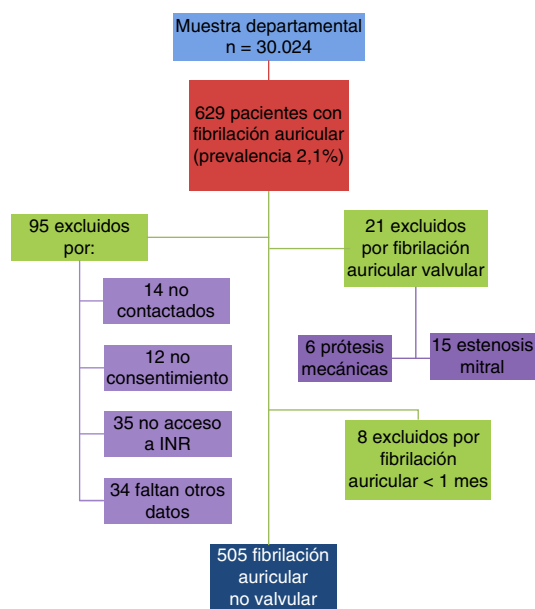 Muestra departamental
n = 30.024
629 pacientes con
fibrilación auricular
(prevalencia 2,1%)
95 excluidos
por:
21 excluidos
por fibrilación
auricular valvular
14 no
contactados
12 no
consentimiento
35 no acceso
a INR
34 faltan otros
datos
6 prótesis
mecánicas
15 estenosis
mitral
8 excluidos por
fibrilación
auricular < 1 mes
505 fibrilación
auricular
no valvular